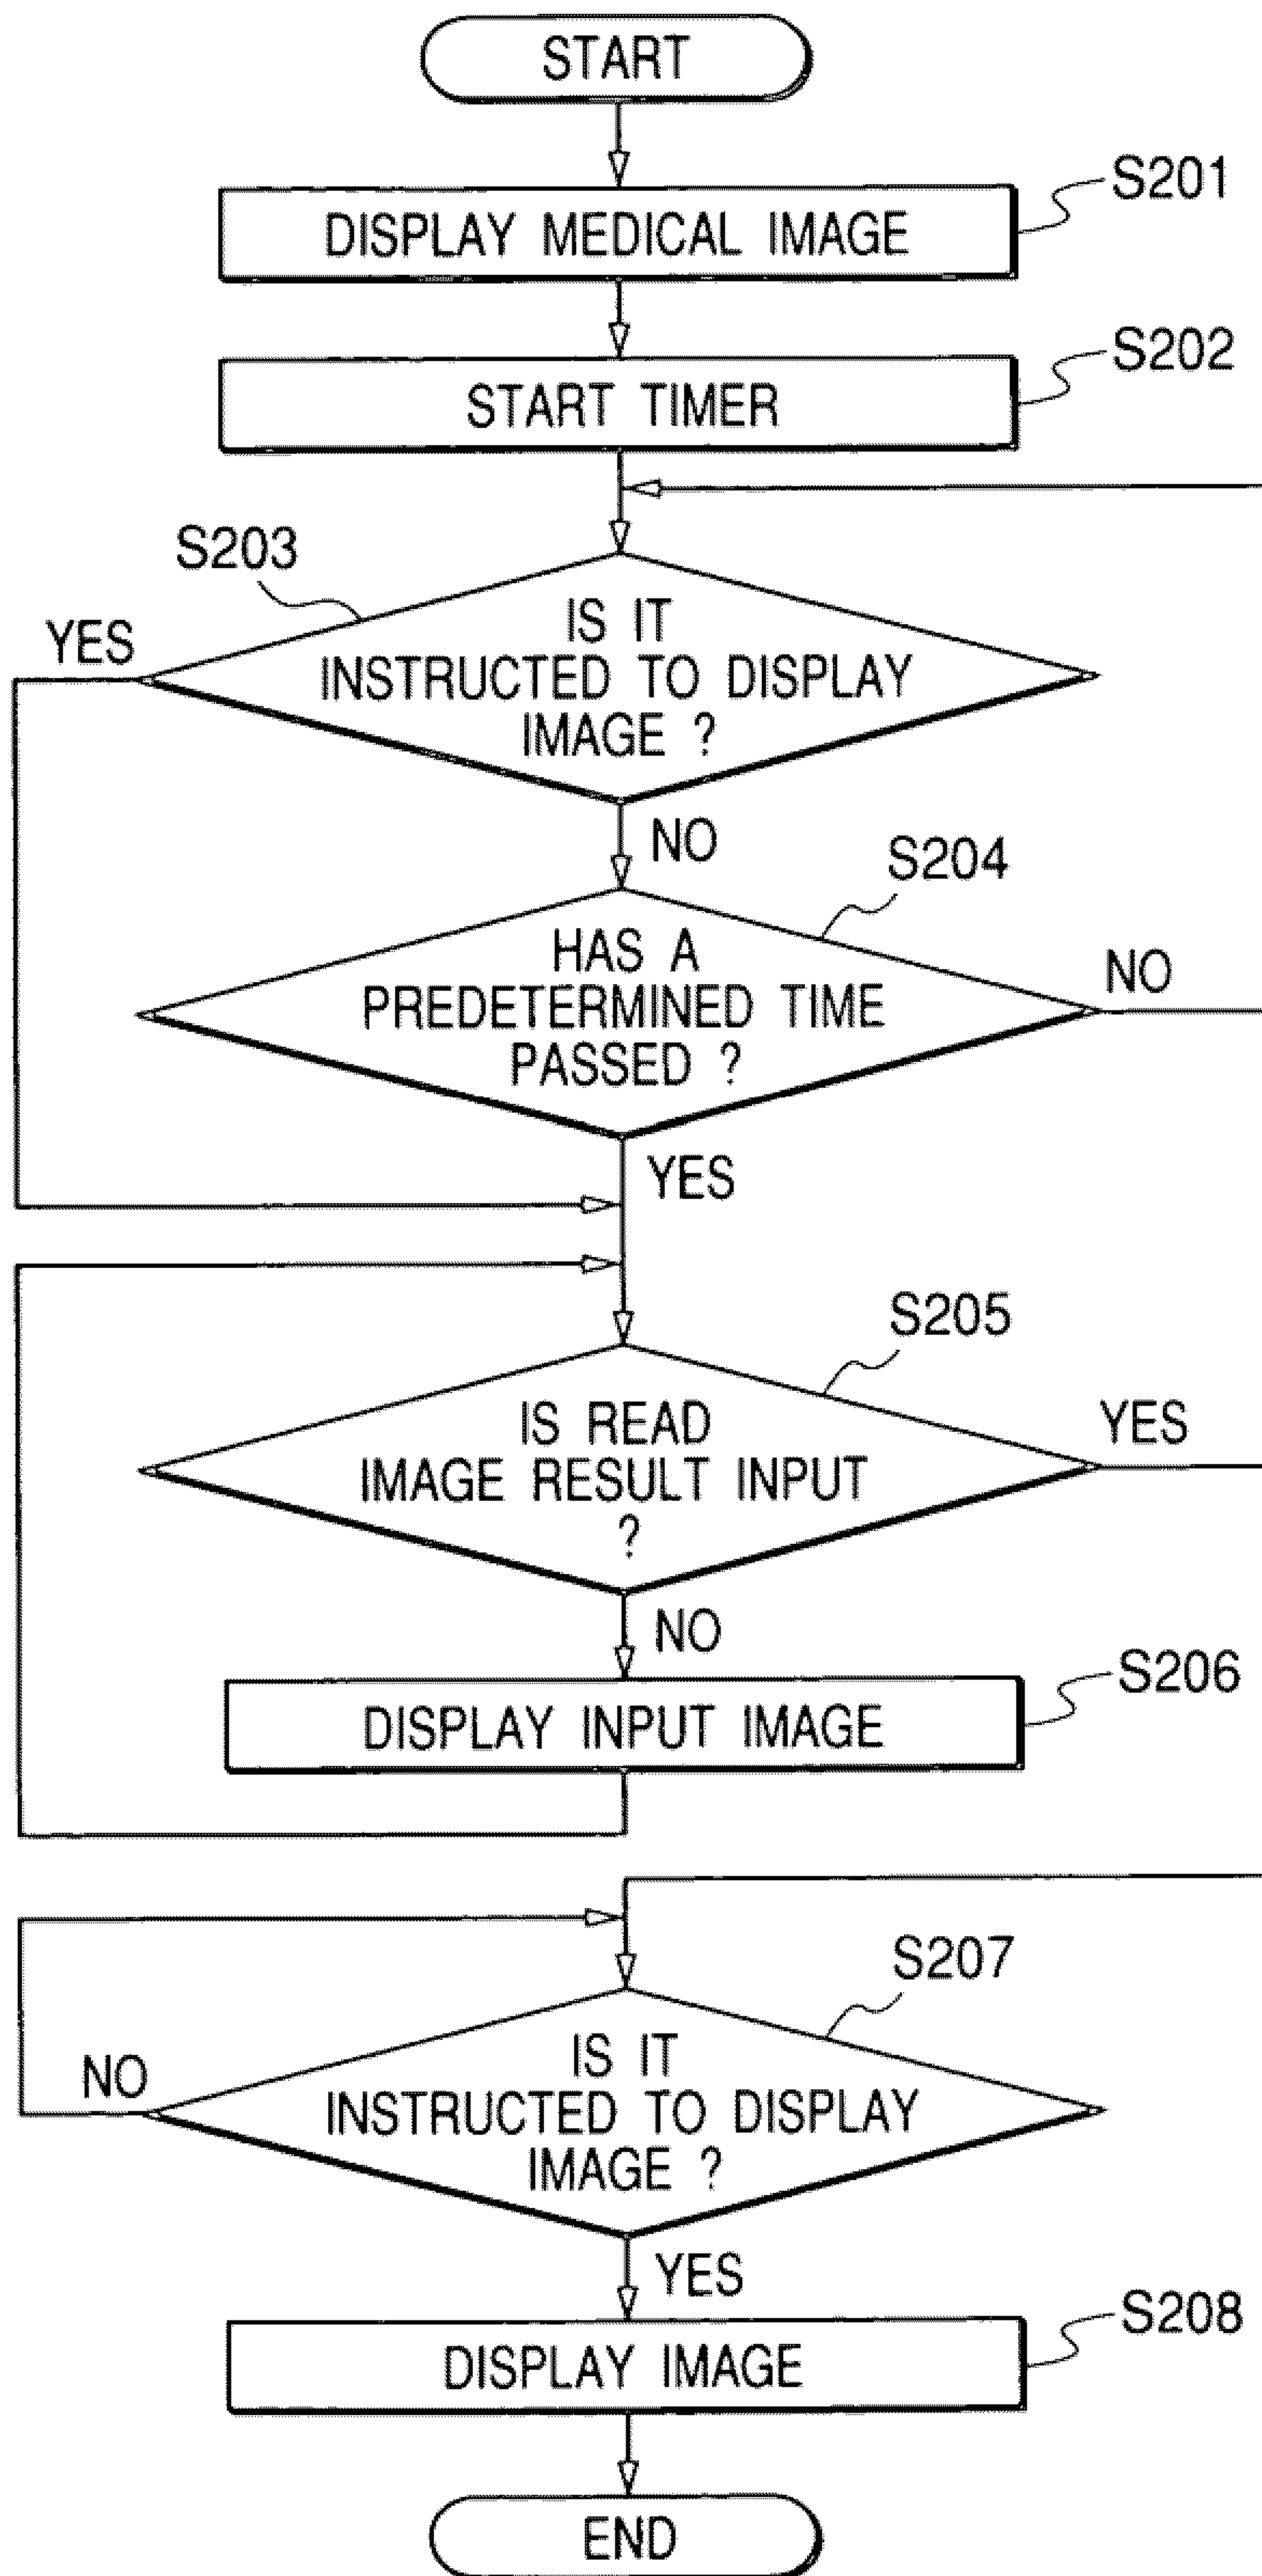 START
S201
DISPLAY MEDICAL IMAGE
S202
START TIMER
S203
YES
IS IT
INSTRUCTED TO DISPLAY
IMAGE ?
NO
S204
HAS A
PREDETERMINED TIME
PASSED ?
NO
YES
S205
IS READ
IMAGE RESULT INPUT
?
YES
NO
S206
DISPLAY INPUT IMAGE
S207
IS IT
INSTRUCTED TO DISPLAY
IMAGE ?
NO
YES
S208
DISPLAY IMAGE
END